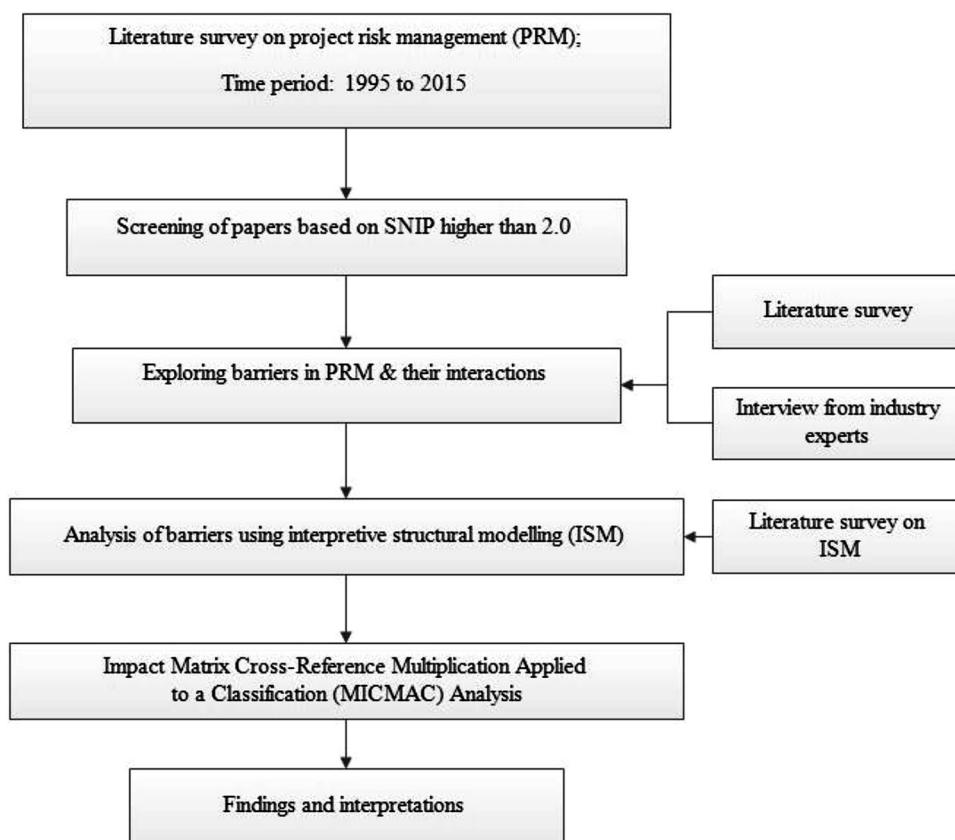 Literature survey on project risk management (PRM);
Time period: 1995 to 2015
Screening of papers based on SNIP higher than 2.0
Literature survey
Exploring barriers in PRM & their interactions
Interview from industry
experts
Analysis of barriers using interpretive structural modelling (ISM)
Literature survey on
ISM
Impact Matrix Cross-Reference Multiplication Applied
to a Classification (MICMAC) Analysis
Findings and interpretations